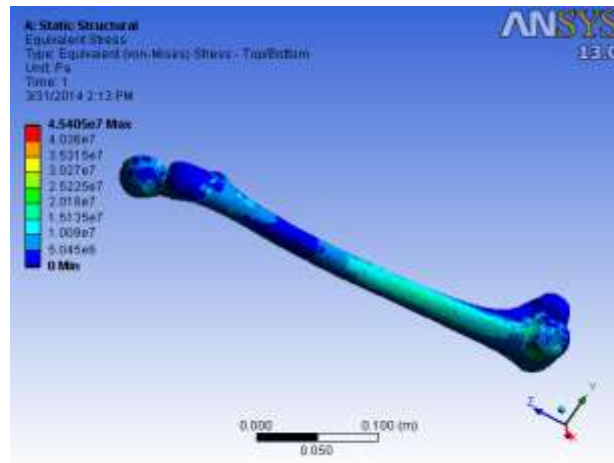 A: Static Structural
Equivalent Stress
Type: Equivalent (von-Mises) Stress - Top/Bottom
Unit: Pa
Time: 1
3/31/2014 2:13 PM
ANSYS
13.0
4.5405e7 Max
4.036e7
3.5315e7
3.027e7
2.5225e7
2.018e7
1.5135e7
1.009e7
5.045e6
0 Min
0.000
0.100 (m)
0.050
Z
Y
X